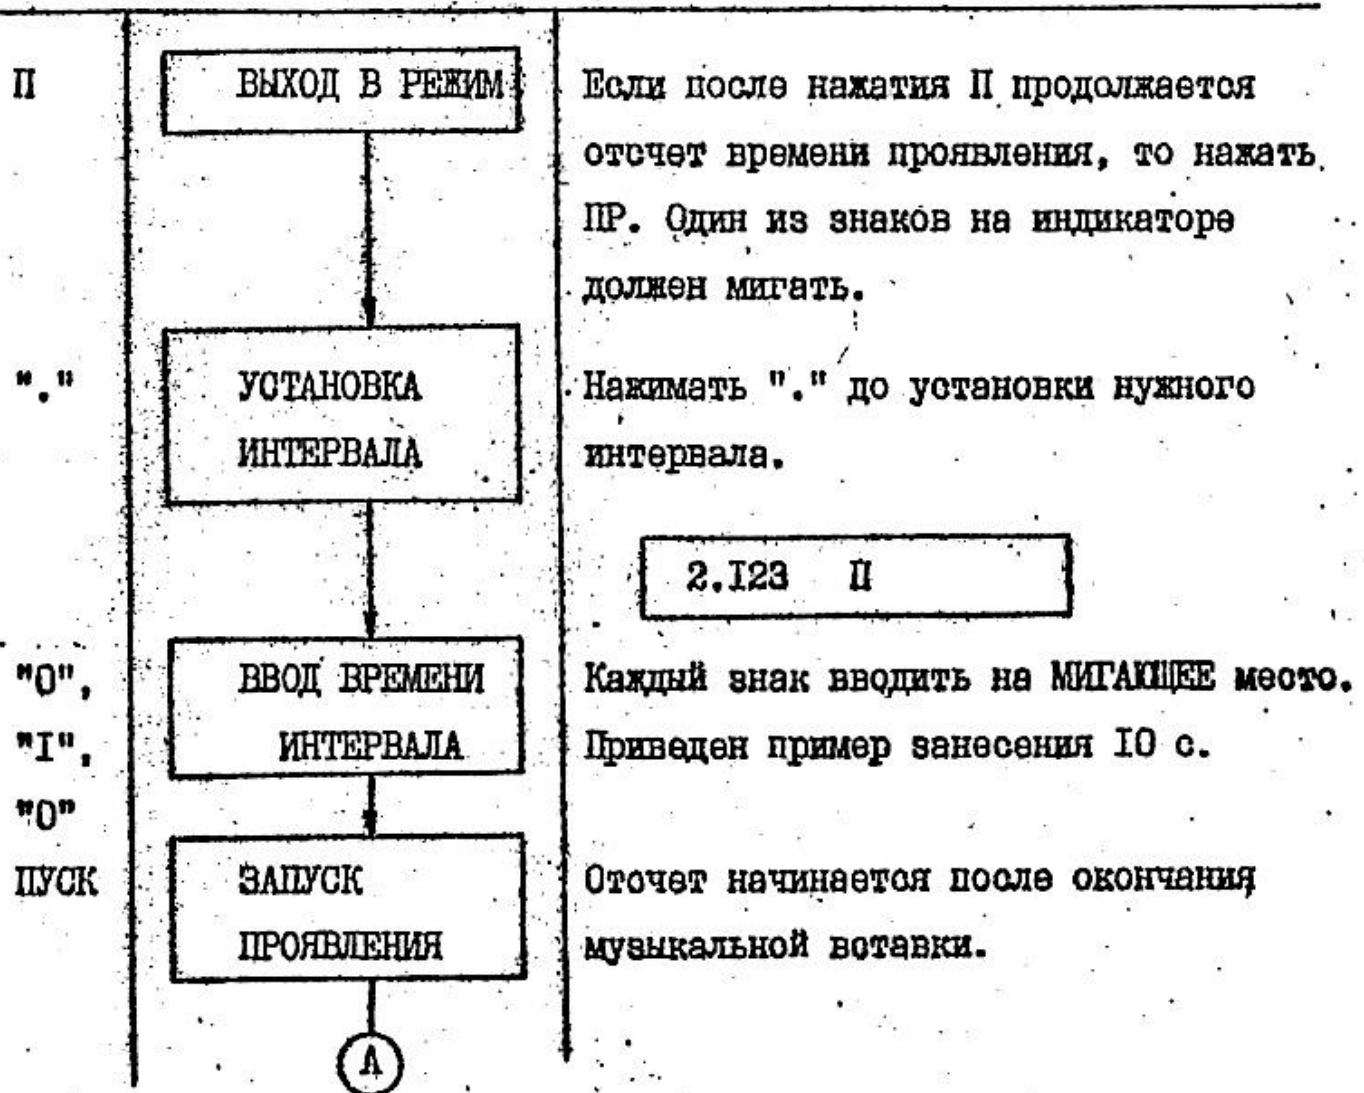 П ВЫХОД В РЕЖИМ Если после нажатия П продолжается
отсчет времени проявления, то нажать
ПР. Один из знаков на индикаторе
должен мигать.
"." УСТАНОВКА Нажимать "." до установки нужного
ИНТЕРВАЛА интервала.
2.I23 П
"0", ВВОД ВРЕМЕНИ Каждый знак вводить на МИГАЮЩЕЕ место.
"I", ИНТЕРВАЛА Приведен пример занесения I0 с.
"0"
ПУСК ЗАПУСК Отсчет начинается после окончания
ПРОЯВЛЕНИЯ музыкальной вставки.
А